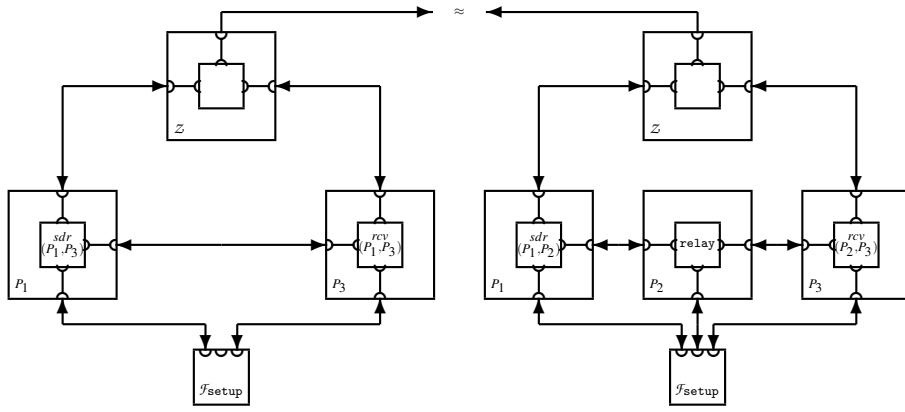 ≈
Z
Z
sdr
(P1,P3)
rcv
(P1,P3)
sdr
(P1,P2)
relay
rcv
(P2,P3)
P1
P3
P1
P2
P3
Fsetup
Fsetup